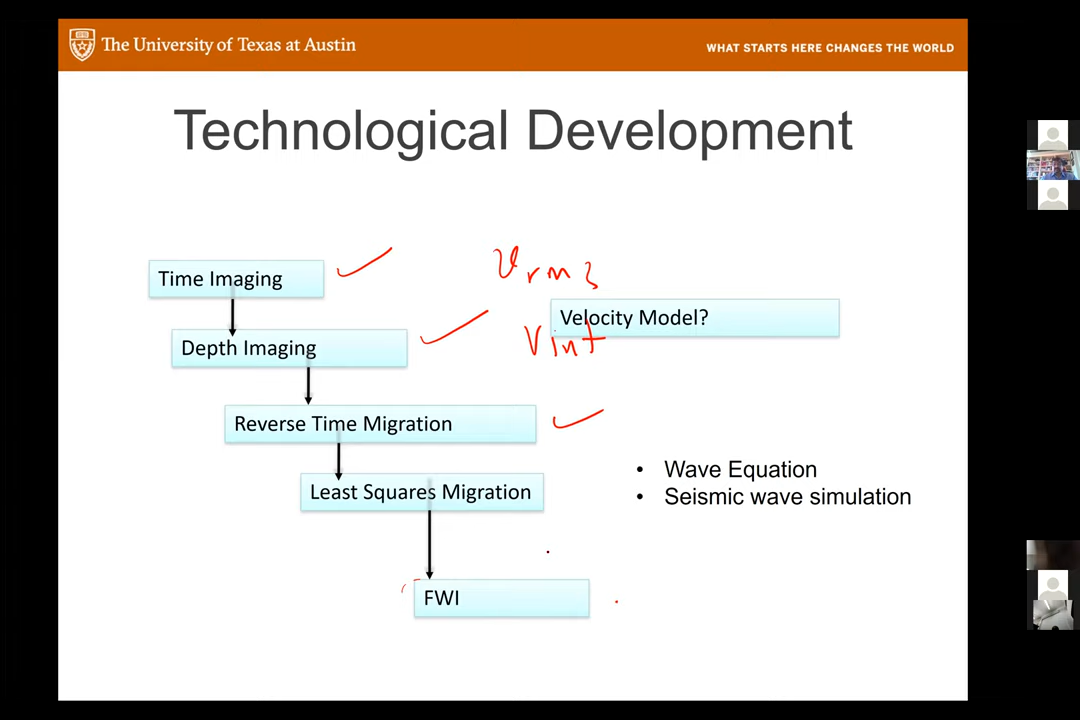 The University of Texas at Austin
WHAT STARTS HERE CHANGES THE WORLD
Technological Development
Time Imaging
Vrms
Velocity Model?
Depth Imaging
Vint
Reverse Time Migration
Least Squares Migration
• Wave Equation
• Seismic wave simulation
FWI